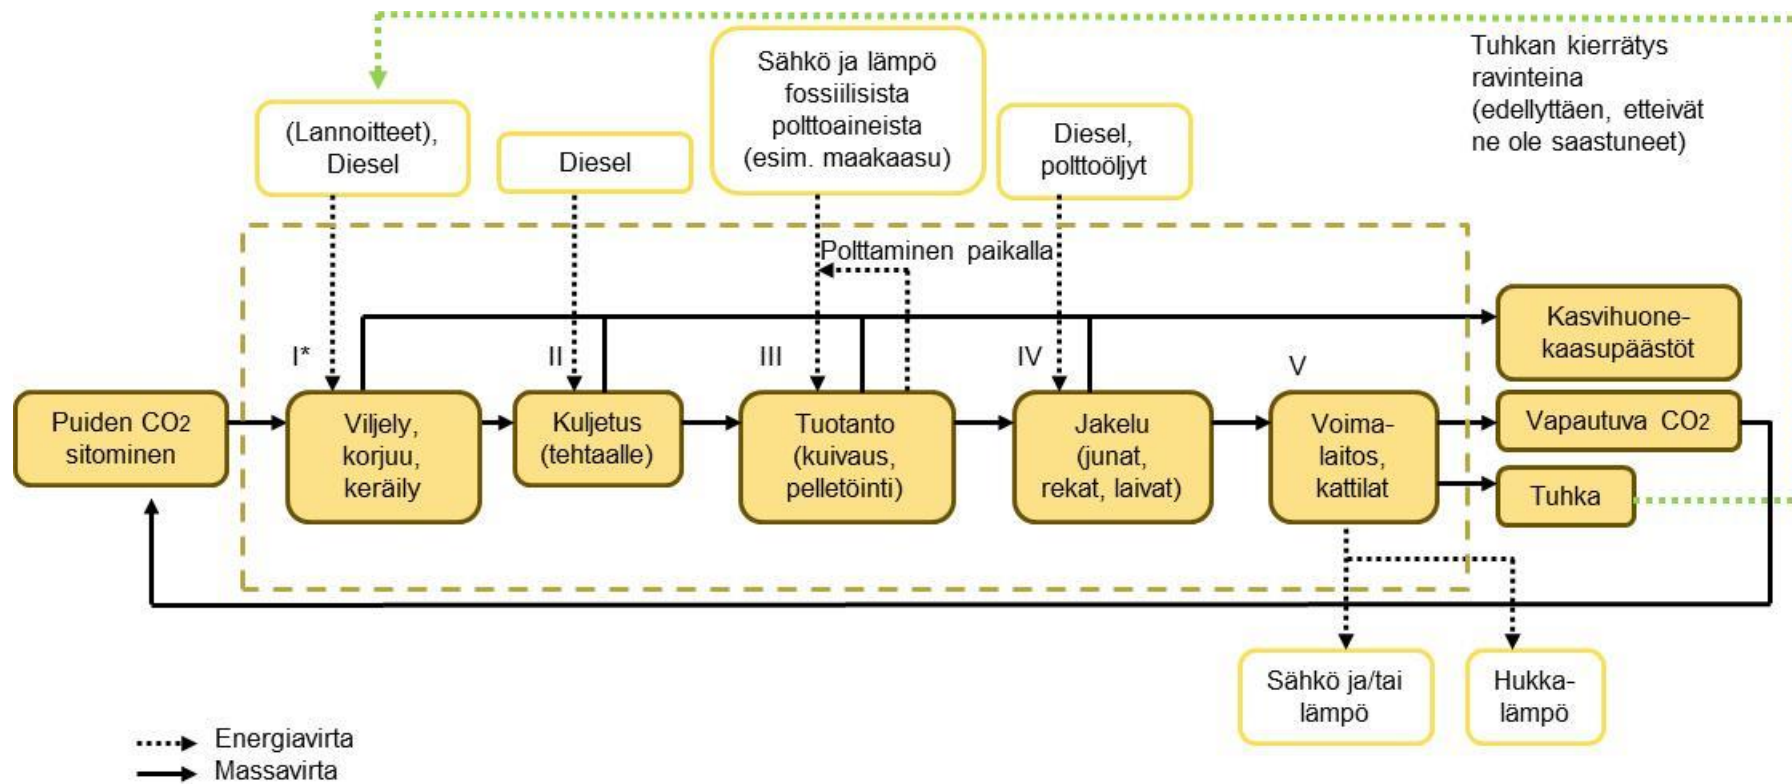 Tuhkan kierrätys
ravinteina
(edellyttäen, etteivät
ne ole saastuneet)
(Lannoitteet),
Diesel
Diesel
Sähkö ja lämpö
fossiilisista
polttoaineista
(esim. maakaasu)
Diesel,
polttoöljyt
Polttaminen paikalla
I*
II
III
IV
V
Puiden CO2
sitominen
Viljely,
korjuu,
keräily
Kuljetus
(tehtaalle)
Tuotanto
(kuivaus,
pelletöinti)
Jakelu
(junat,
rekat, laivat)
Voima-
laitos,
kattilat
Kasvihuone-
kaasupäästöt
Vapautuva CO2
Tuhka
Sähkö ja/tai
lämpö
Hukka-
lämpö
Energiavirta
Massavirta